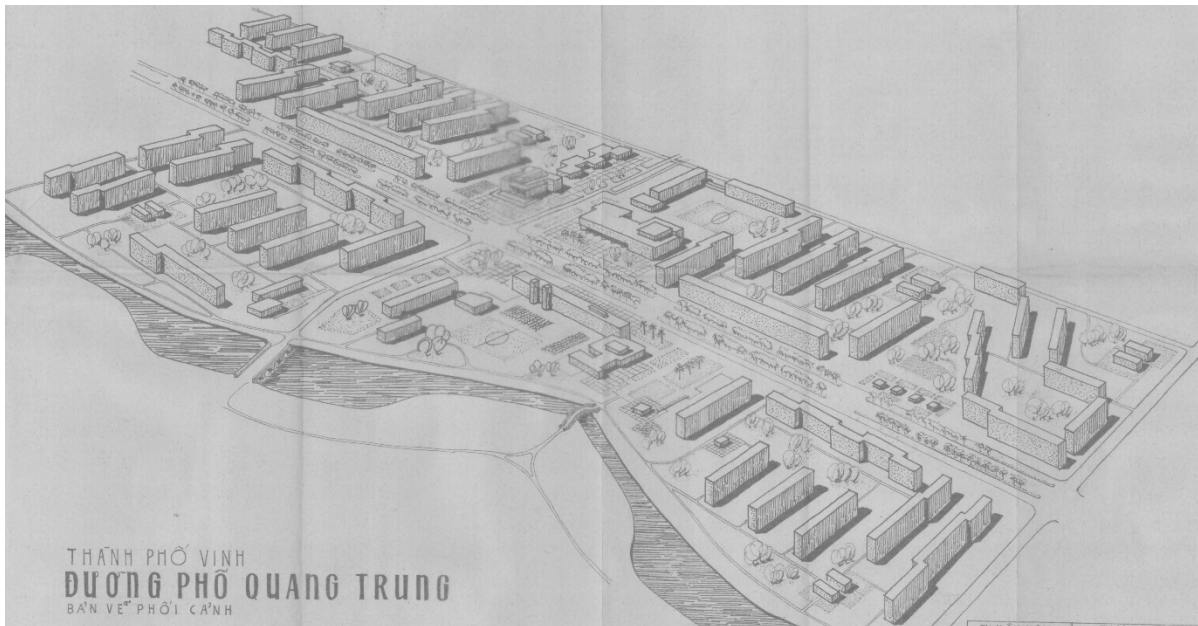 THÀNH PHỐ VINH
ĐƯỜNG PHỐ QUANG TRUNG
BẢN VẼ PHỐI CẢNH